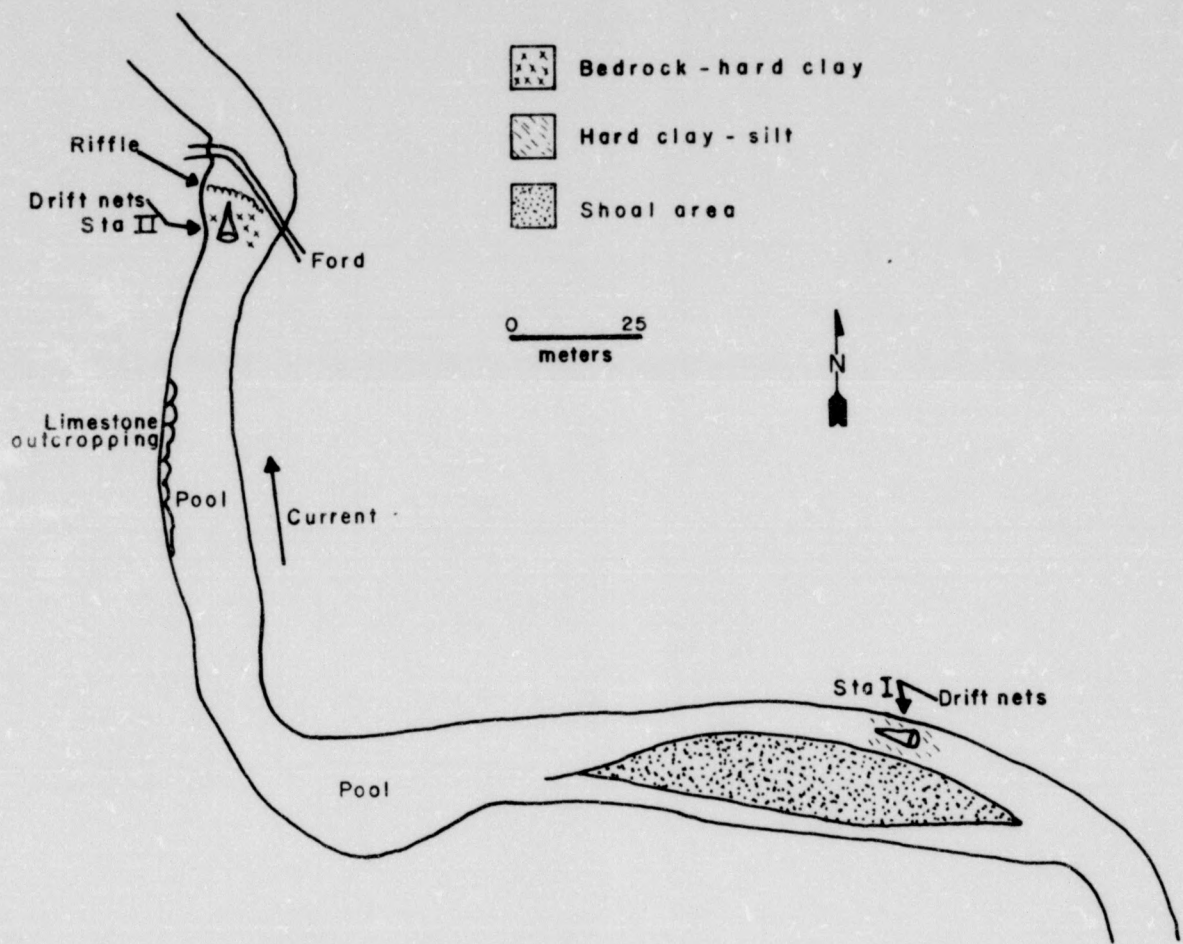 Bedrock - hard clay
Hard clay - silt
Shoal area
Riffle
Drift nets
Sta II
Ford
0 25
meters
N
Limestone
outcropping
Pool
Current
Sta I
Drift nets
Pool